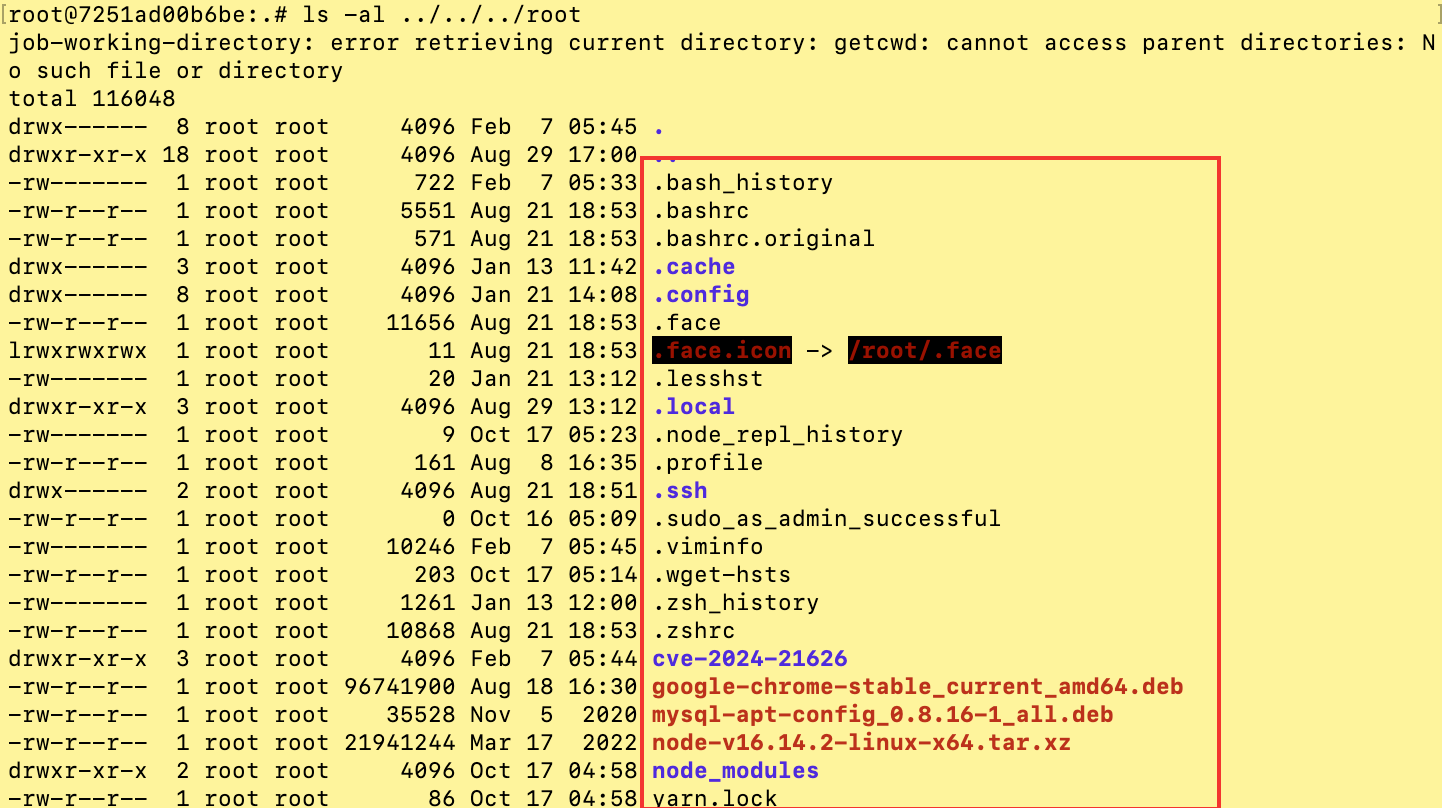 [root@7251ad00b6be:.# ls -al ../../../root ]
job-working-directory: error retrieving current directory: getcwd: cannot access parent directories: N
o such file or directory
total 116048
drwx------  8 root root     4096 Feb  7 05:45 .
drwxr-xr-x 18 root root     4096 Aug 29 17:00 ..
-rw-------  1 root root      722 Feb  7 05:33 .bash_history
-rw-r--r--  1 root root     5551 Aug 21 18:53 .bashrc
-rw-r--r--  1 root root      571 Aug 21 18:53 .bashrc.original
drwx------  3 root root     4096 Jan 13 11:42 .cache
drwx------  8 root root     4096 Jan 21 14:08 .config
-rw-r--r--  1 root root    11656 Aug 21 18:53 .face
lrwxrwxrwx  1 root root       11 Aug 21 18:53 .face.icon -> /root/.face
-rw-------  1 root root       20 Jan 21 13:12 .lesshst
drwxr-xr-x  3 root root     4096 Aug 29 13:12 .local
-rw-------  1 root root        9 Oct 17 05:23 .node_repl_history
-rw-r--r--  1 root root      161 Aug  8 16:35 .profile
drwx------  2 root root     4096 Aug 21 18:51 .ssh
-rw-r--r--  1 root root        0 Oct 16 05:09 .sudo_as_admin_successful
-rw-------  1 root root    10246 Feb  7 05:45 .viminfo
-rw-r--r--  1 root root      203 Oct 17 05:14 .wget-hsts
-rw-------  1 root root     1261 Jan 13 12:00 .zsh_history
-rw-r--r--  1 root root    10868 Aug 21 18:53 .zshrc
drwxr-xr-x  3 root root     4096 Feb  7 05:44 cve-2024-21626
-rw-r--r--  1 root root 96741900 Aug 18 16:30 google-chrome-stable_current_amd64.deb
-rw-r--r--  1 root root    35528 Nov  5  2020 mysql-apt-config_0.8.16-1_all.deb
-rw-r--r--  1 root root 21941244 Mar 17  2022 node-v16.14.2-linux-x64.tar.xz
drwxr-xr-x  2 root root     4096 Oct 17 04:58 node_modules
-rw-r--r--  1 root root       86 Oct 17 04:58 yarn.lock